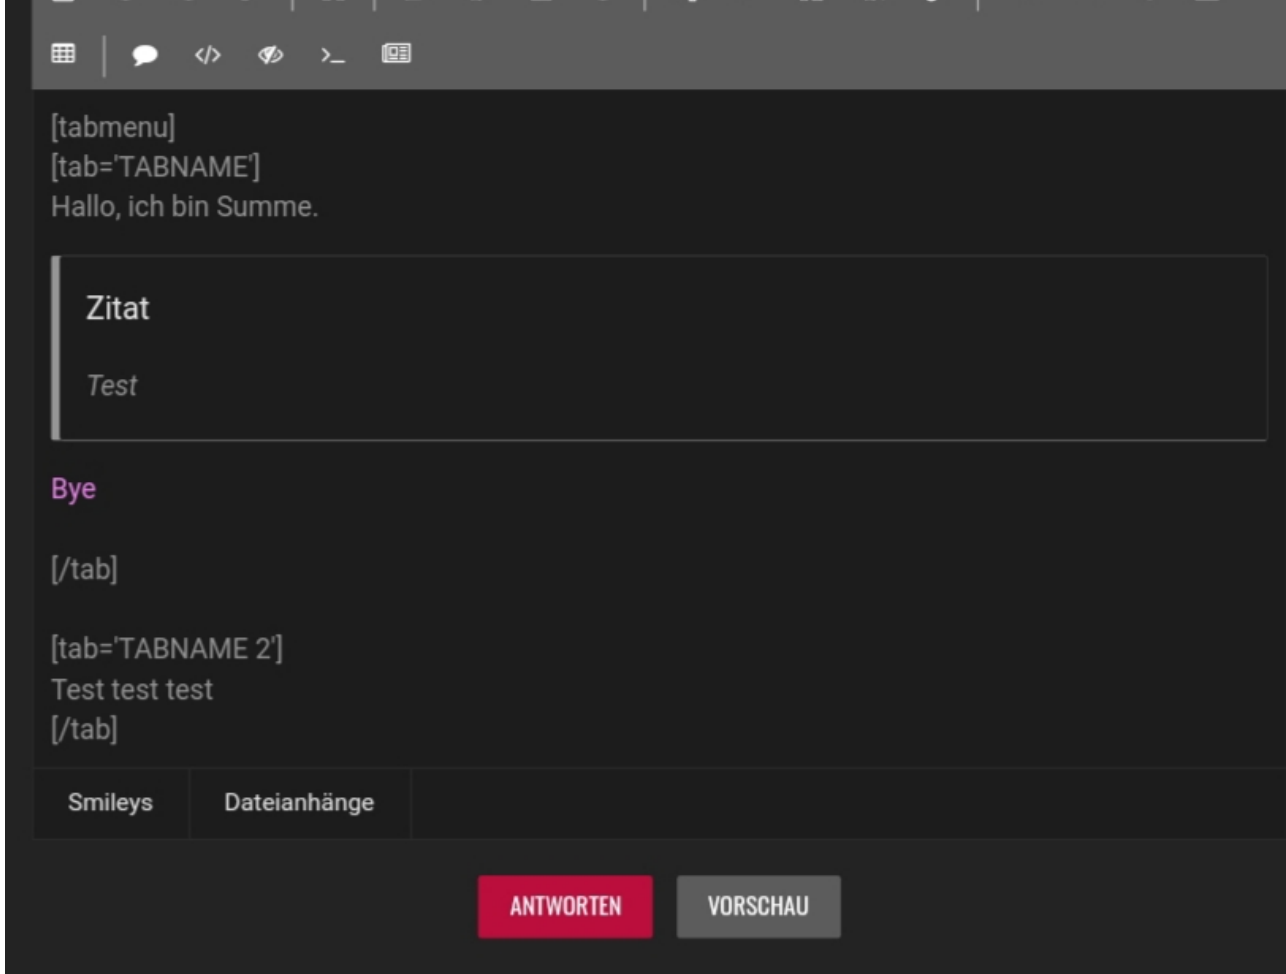 [tabmenu]
[tab='TABNAME']
Hallo, ich bin Summe.
Zitat
Test
Bye
[/tab]
[tab='TABNAME 2']
Test test test
[/tab]
Smileys
Dateianhänge
ANTWORTEN
VORSCHAU